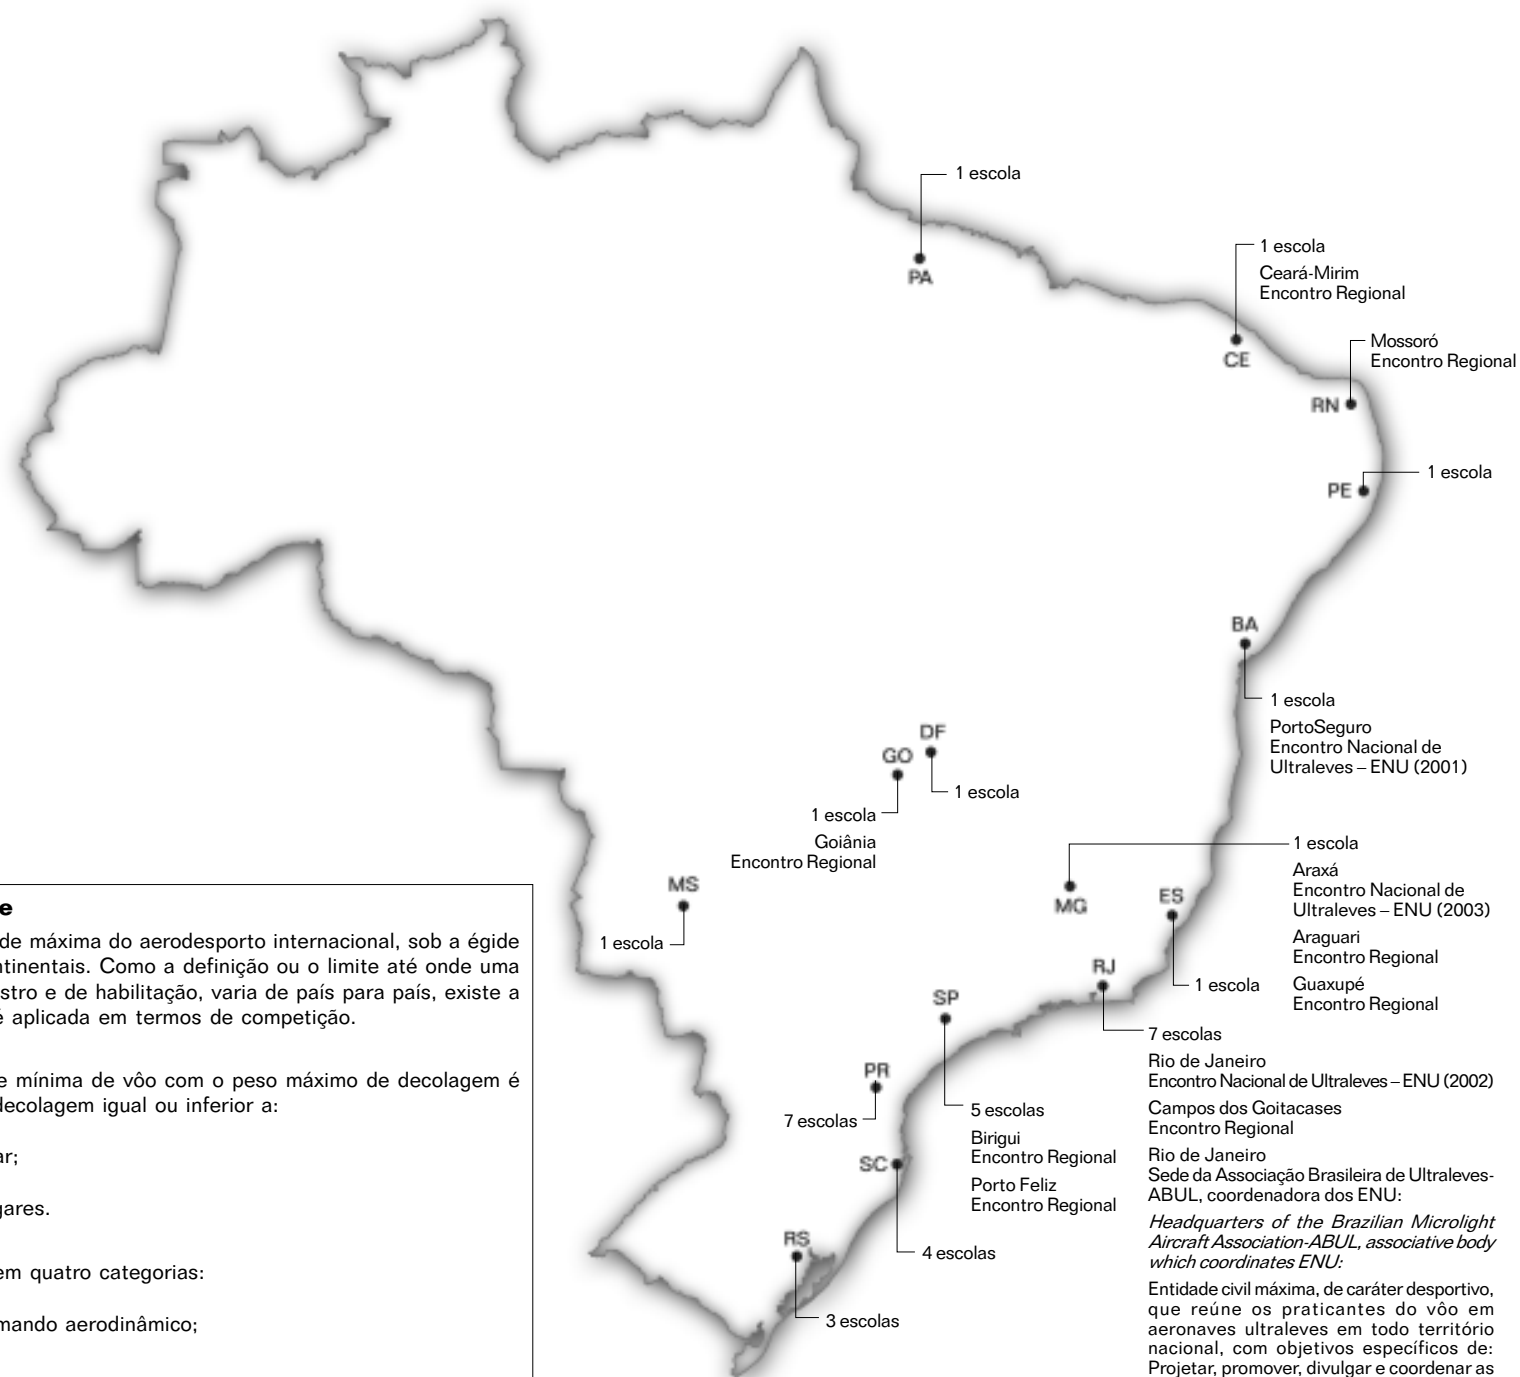 1 escola
PA
1 escola
Ceará-Mirim
Encontro Regional
CE
Mossoró
Encontro Regional
RN
1 escola
PE
BA
1 escola
PortoSeguro
Encontro Nacional de
Ultraleves – ENU (2001)
DF
GO
1 escola
1 escola
Goiânia
Encontro Regional
1 escola
Araxá
Encontro Nacional de
Ultraleves – ENU (2003)
Araguari
Encontro Regional
Guaxupé
Encontro Regional
MG
MS
1 escola
ES
1 escola
RJ
7 escolas
Rio de Janeiro
Encontro Nacional de Ultraleves – ENU (2002)
Campos dos Goitacases
Encontro Regional
Rio de Janeiro
Sede da Associação Brasileira de Ultraleves-
ABUL, coordenadora dos ENU:
Headquarters of the Brazilian Microlight
Aircraft Association-ABUL, associative body
which coordinates ENU:
Entidade civil máxima, de caráter desportivo,
que reúne os praticantes do vôo em
aeronaves ultraleves em todo território
nacional, com objetivos específicos de:
Projetar, promover, divulgar e coordenar as
SP
5 escolas
Birigui
Encontro Regional
Porto Feliz
Encontro Regional
PR
7 escolas
SC
4 escolas
RS
3 escolas
e
de máxima do aerodesporto internacional, sob a égide
ntinentais. Como a definição ou o limite até onde uma
stro e de habilitação, varia de país para país, existe a
é aplicada em termos de competição.
e mínima de vôo com o peso máximo de decolagem é
decolagem igual ou inferior a:
ar;
gares.
em quatro categorias:
mando aerodinâmico;